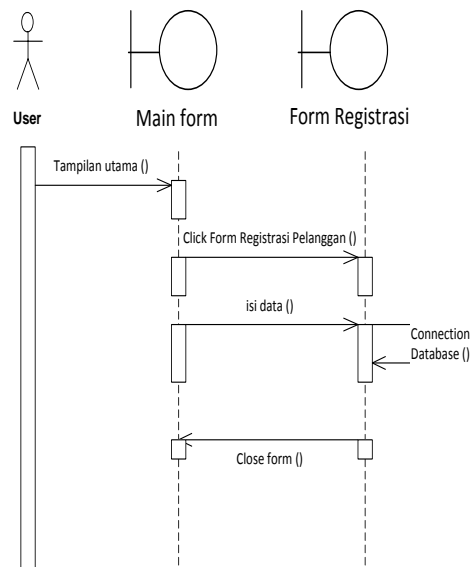 User
Main form
Form Registrasi
Tampilan utama ()
Click Form Registrasi Pelanggan ()
isi data ()
Connection
Database ()
Close form ()